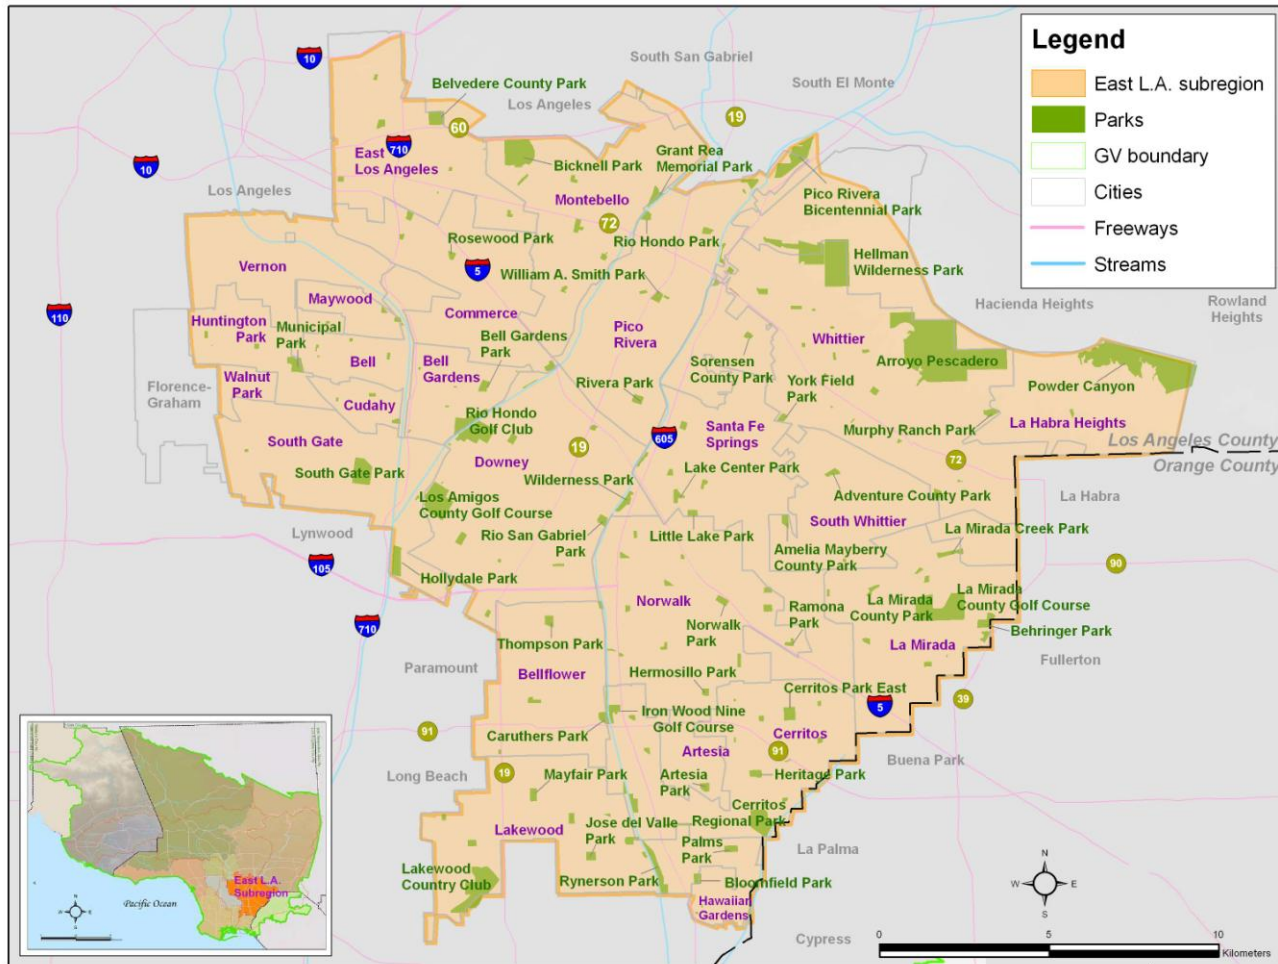 Legend
East L.A. subregion
Parks
GV boundary
Cities
Freeways
Streams
10
South San Gabriel
South El Monte
Belvedere County Park
Los Angeles
19
60
710
East
Los Angeles
Bicknell Park
Grant Rea
Memorial Park
10
Los Angeles
Montebello
Pico Rivera
Bicentennial Park
72
Rosewood Park
Rio Hondo Park
Hellman
Wilderness Park
Vernon
5
William A. Smith Park
Maywood
Hacienda Heights
Rowland
Heights
110
Huntington
Park
Municipal
Park
Commerce
Bell Gardens
Park
Pico
Rivera
Whittier
Bell
Bell
Gardens
Sorensen
County Park
Arroyo Pescadero
Florence-
Graham
Walnut
Park
Rivera Park
York Field
Park
Powder Canyon
Cudahy
Rio Hondo
Golf Club
Santa Fe
Springs
Murphy Ranch Park
La Habra Heights
605
South Gate
19
Los Angeles County
Orange County
Downey
72
South Gate Park
Wilderness Park
Lake Center Park
Los Amigos
County Golf Course
Adventure County Park
La Habra
South Whittier
Lynwood
Rio San Gabriel
Park
Little Lake Park
La Mirada Creek Park
Amelia Mayberry
County Park
105
Hollydale Park
90
Norwalk
Ramona
Park
La Mirada
County Park
La Mirada
County Golf Course
710
Norwalk
Park
Behringer Park
Thompson Park
La Mirada
Paramount
Fullerton
Bellflower
Hermosillo Park
Cerritos Park East
39
5
Iron Wood Nine
Golf Course
91
Caruthers Park
Cerritos
Artesia
91
Buena Park
Long Beach
19
Mayfair Park
Artesia
Park
Heritage Park
Cerritos
Regional Park
Lakewood
Jose del Valle
Park
La Palma
Palms
Park
Lakewood
Country Club
Rynerson Park
Bloomfield Park
Hawaiian
Gardens
Cypress
East L.A.
Subregion
Pacific Ocean
N
W E
S
N
W E
S
0 5 10
Kilometers